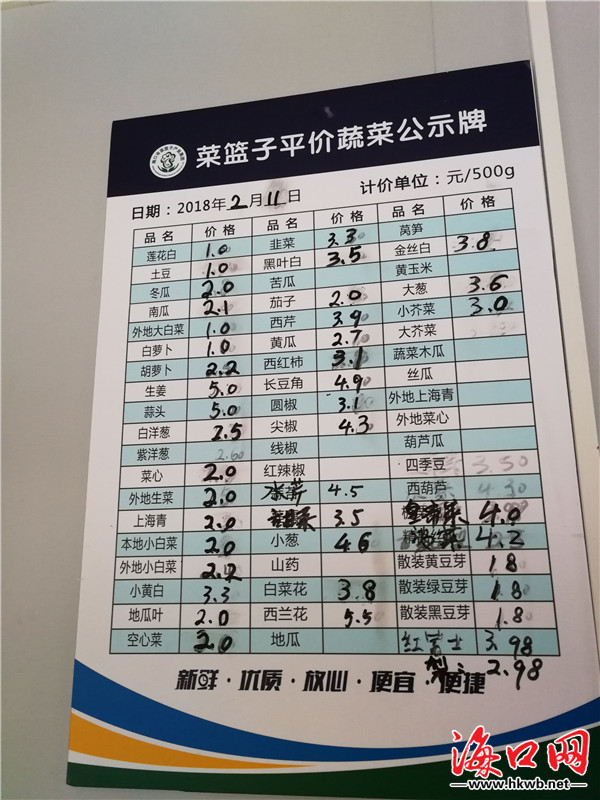 菜篮子平价蔬菜公示牌
日期：2018年2月11日 计价单位：元/500g
品名 价格 品名 价格 品名 价格
莲花白 1.0 韭菜 3.3 莴笋
土豆 1.0 黑叶白 3.5 金丝白 3.8
冬瓜 2.0 苦瓜 黄玉米
南瓜 2.1 茄子 2.0 大葱 3.6
外地大白菜 1.0 西芹 3.9 小芥菜 3.0
白萝卜 1.0 黄瓜 2.7 大芥菜
胡萝卜 2.2 西红柿 3.1 蔬菜木瓜
生姜 5.0 长豆角 4.9 丝瓜
蒜头 5.0 圆椒 3.1 外地上海青
白洋葱 2.5 尖椒 4.3 外地菜心
紫洋葱 2.60 线椒 葫芦瓜
菜心 2.0 红辣椒 四季豆 3.50
外地生菜 2.0 水芹 4.5 西葫芦 4.30
上海青 2.0 3.5 4.0
本地小白菜 2.0 小葱 4.6 4.2
外地小白菜 2.2 山药 散装黄豆芽 1.8
小黄白 3.3 白菜花 3.8 散装绿豆芽 1.8
地瓜叶 2.0 西兰花 5.5 散装黑豆芽 1.8
空心菜 2.0 地瓜 红富士 3.98
2.98
新鲜·优质·放心·便宜·便捷
海口网
www.hkwb.net